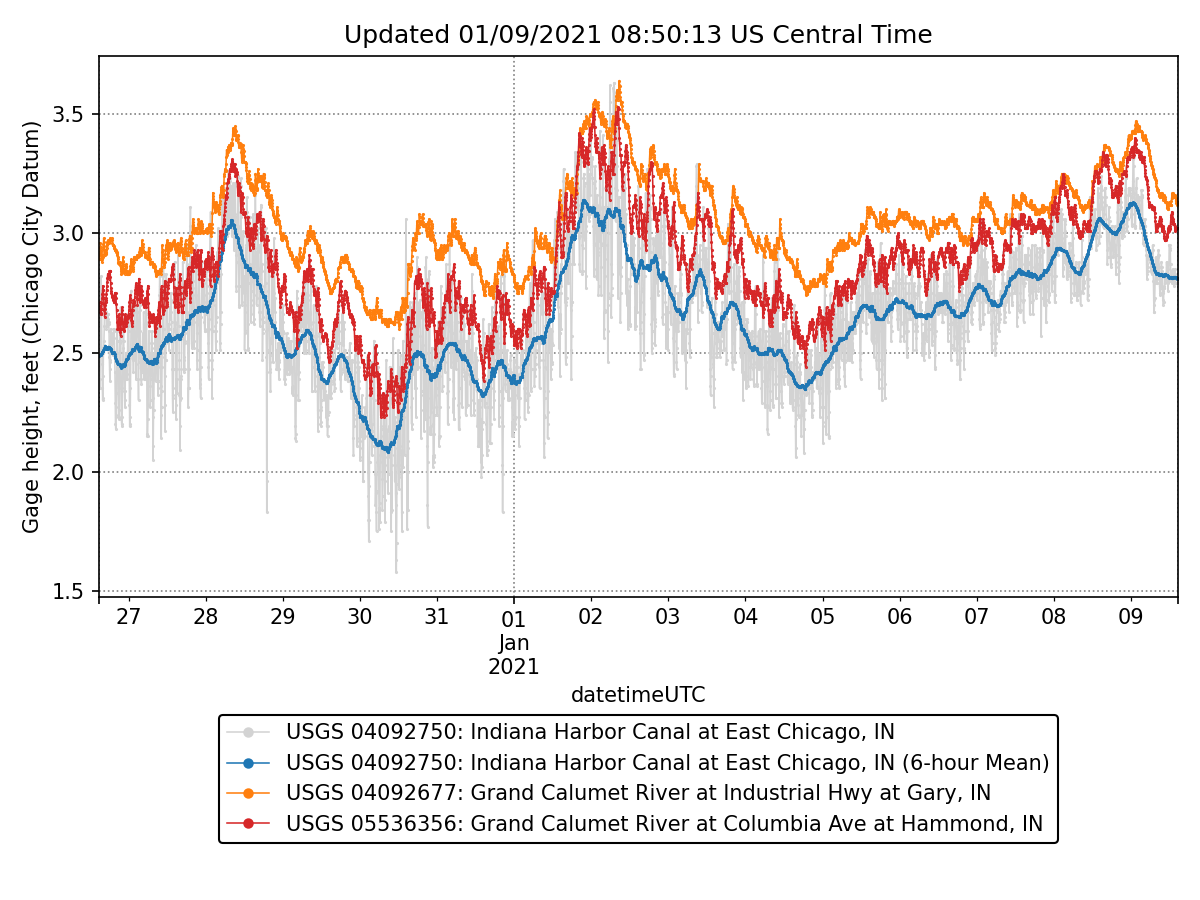 Updated 01/09/2021 08:50:13 US Central Time
Gage height, feet (Chicago City Datum)
3.5
3.0
2.5
2.0
1.5
27 28 29 30 31 01 02 03 04 05 06 07 08 09
Jan
2021
datetimeUTC
USGS 04092750: Indiana Harbor Canal at East Chicago, IN
USGS 04092750: Indiana Harbor Canal at East Chicago, IN (6-hour Mean)
USGS 04092677: Grand Calumet River at Industrial Hwy at Gary, IN
USGS 05536356: Grand Calumet River at Columbia Ave at Hammond, IN